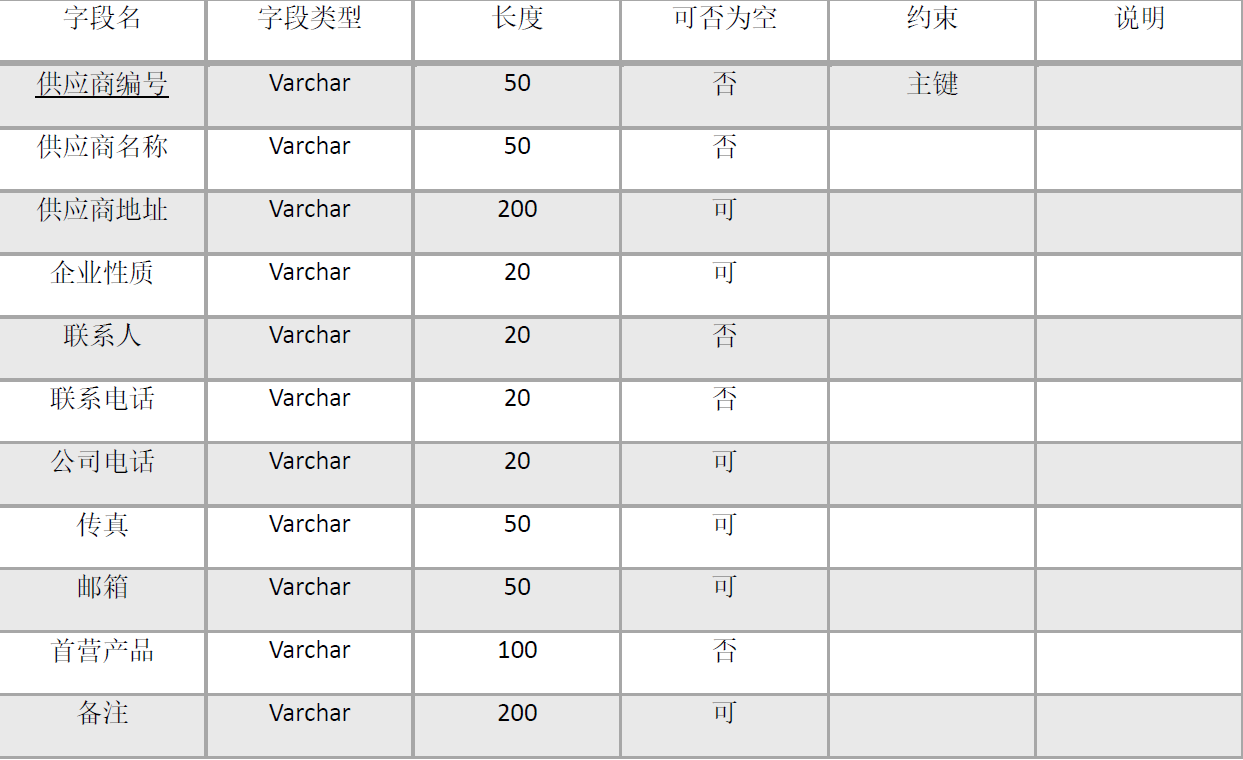 字段名 字段类型 长度 可否为空 约束 说明
供应商编号 Varchar 50 否 主键
供应商名称 Varchar 50 否
供应商地址 Varchar 200 可
企业性质 Varchar 20 可
联系人 Varchar 20 否
联系电话 Varchar 20 否
公司电话 Varchar 20 可
传真 Varchar 50 可
邮箱 Varchar 50 可
首营产品 Varchar 100 否
备注 Varchar 200 可